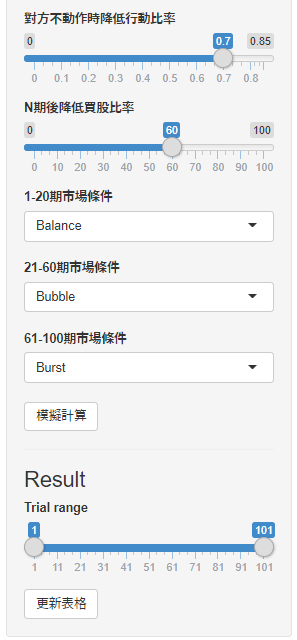 對方不動作時降低行動比率
0 0.7 0.85
0 0.1 0.2 0.3 0.4 0.5 0.6 0.7 0.8
N期後降低買股比率
0 60 100
0 10 20 30 40 50 60 70 80 90 100
1-20期市場條件
Balance
21-60期市場條件
Bubble
61-100期市場條件
Burst
模擬計算
Result
Trial range
1 101
1 11 21 31 41 51 61 71 81 91 101
更新表格